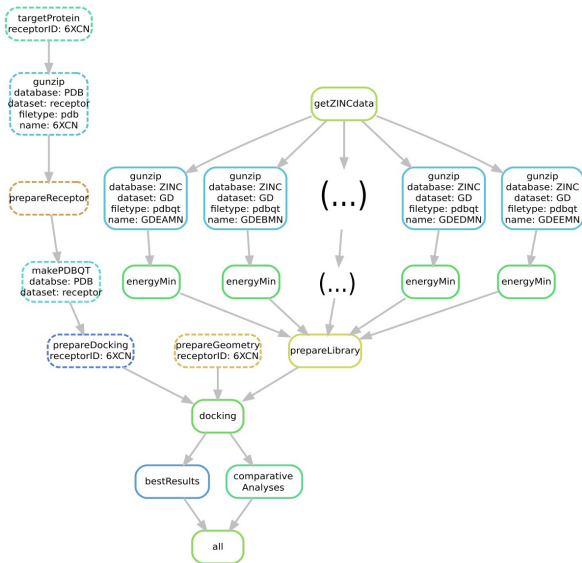 targetProtein
receptorID: 6XCN
gunzip
database: PDB
dataset: receptor
filetype: pdb
name: 6XCN
prepareReceptor
makePDBQT
databse: PDB
dataset: receptor
prepareDocking
receptorID: 6XCN
prepareGeometry
receptorID: 6XCN
getZINCdata
gunzip
database: ZINC
dataset: GD
filetype: pdbqt
name: GDEAMN
gunzip
database: ZINC
dataset: GD
filetype: pdbqt
name: GDEBMN
(...)
gunzip
database: ZINC
dataset: GD
filetype: pdbqt
name: GDEDMN
gunzip
database: ZINC
dataset: GD
filetype: pdbqt
name: GDEEMN
energyMin
energyMin
(...)
energyMin
energyMin
prepareLibrary
docking
bestResults
comparative
Analyses
all